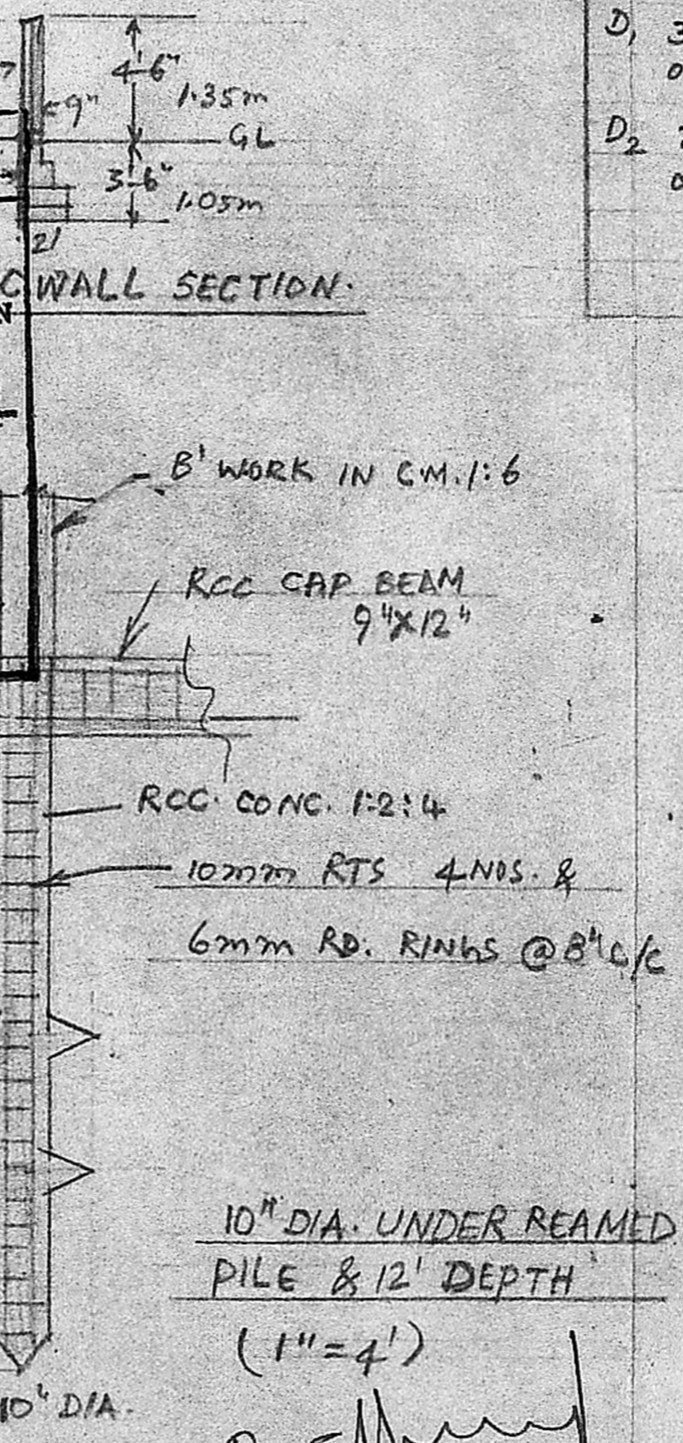 4'-6"
1.35m
9"
GL
3'-6"
1.05m
2'
C WALL SECTION.
B' WORK IN C.M. 1:6
RCC CAP BEAM
9"X12"
RCC. CONC. 1:2:4
10mm RTS 4NOS. &
6mm RD. RINGS @ 8" C/C
10" DIA. UNDER REAMED
PILE & 12' DEPTH
(1"=4')
10" DIA.
D1 3
D2